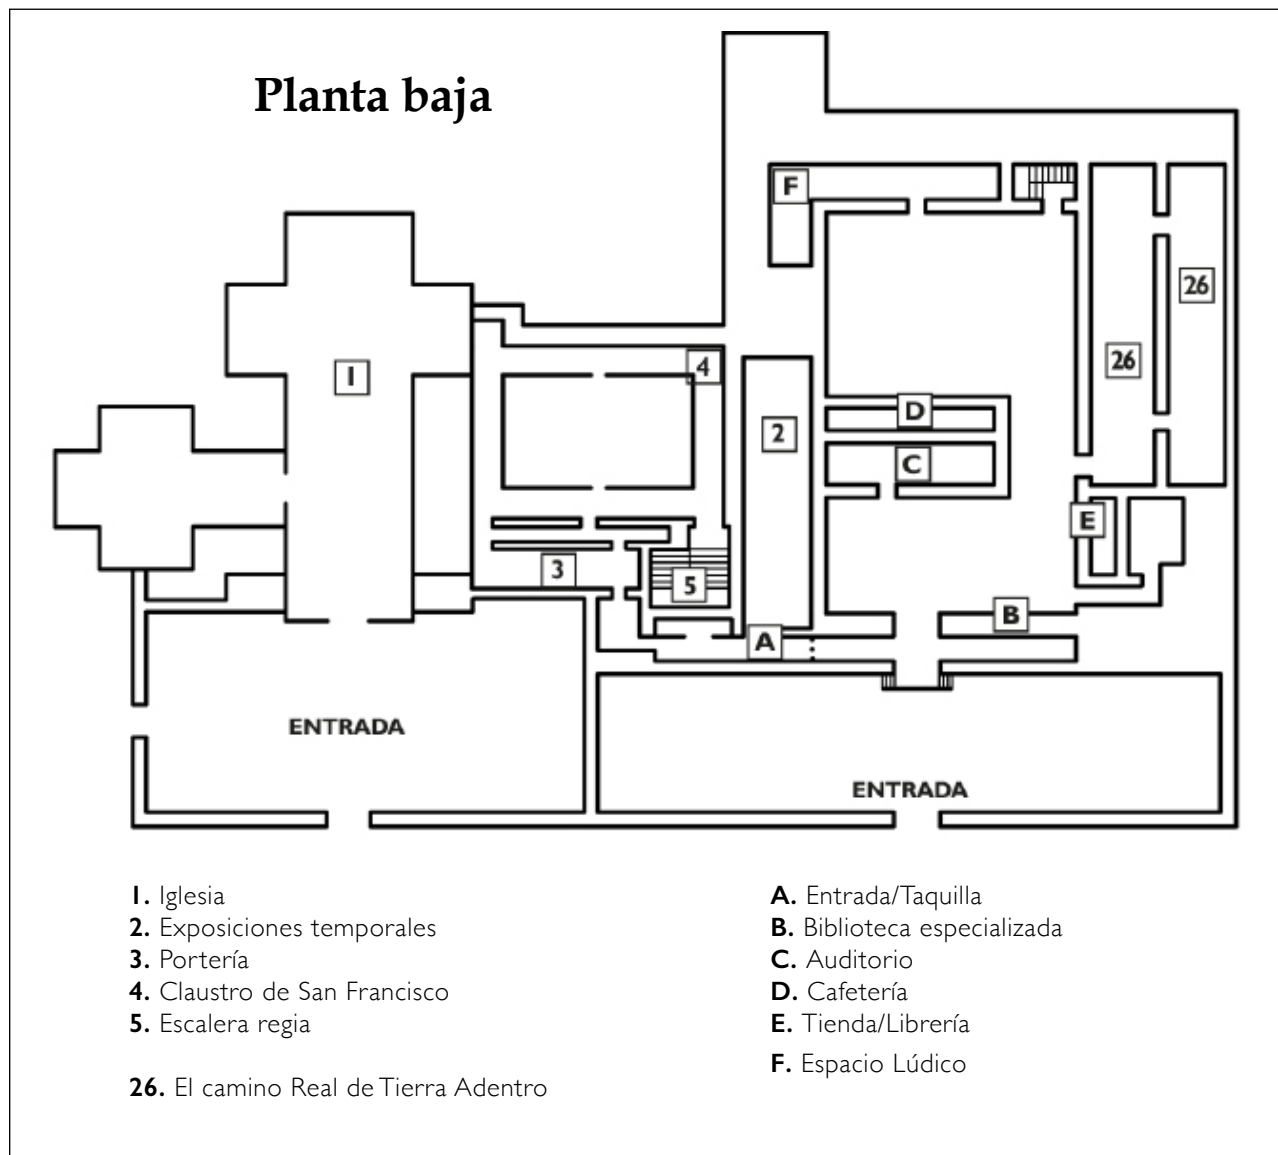 Planta baja
F
26
4
1
26
D
2
C
E
3
5
B
A
ENTRADA
ENTRADA
1. Iglesia
2. Exposiciones temporales
3. Portería
4. Claustro de San Francisco
5. Escalera regia
26. El camino Real de Tierra Adentro
A. Entrada/Taquilla
B. Biblioteca especializada
C. Auditorio
D. Cafetería
E. Tienda/Librería
F. Espacio Lúdico